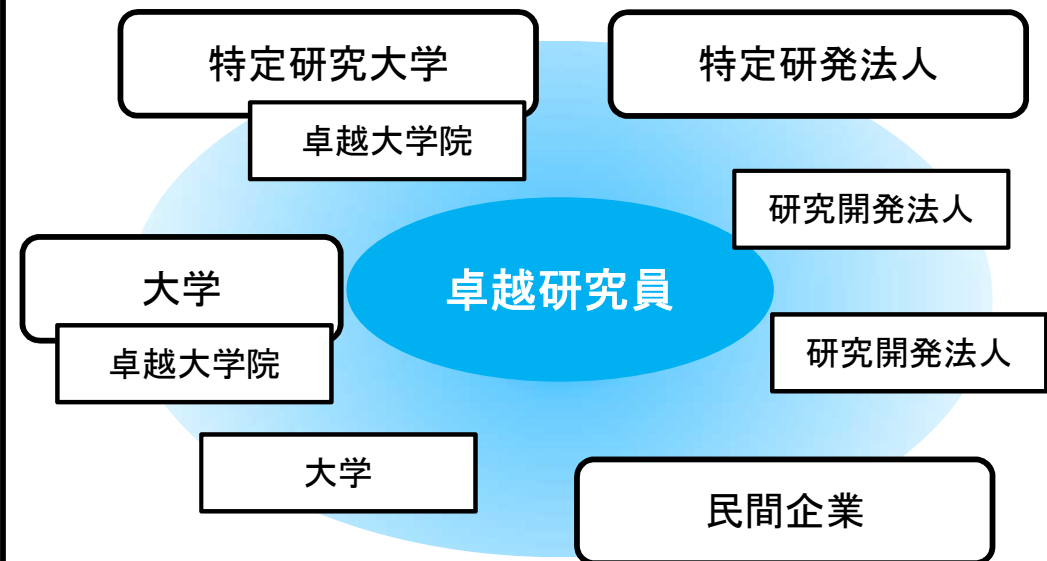 特定研究大学
特定研発法人
卓越大学院
研究開発法人
大学
卓越研究員
卓越大学院
研究開発法人
大学
民間企業